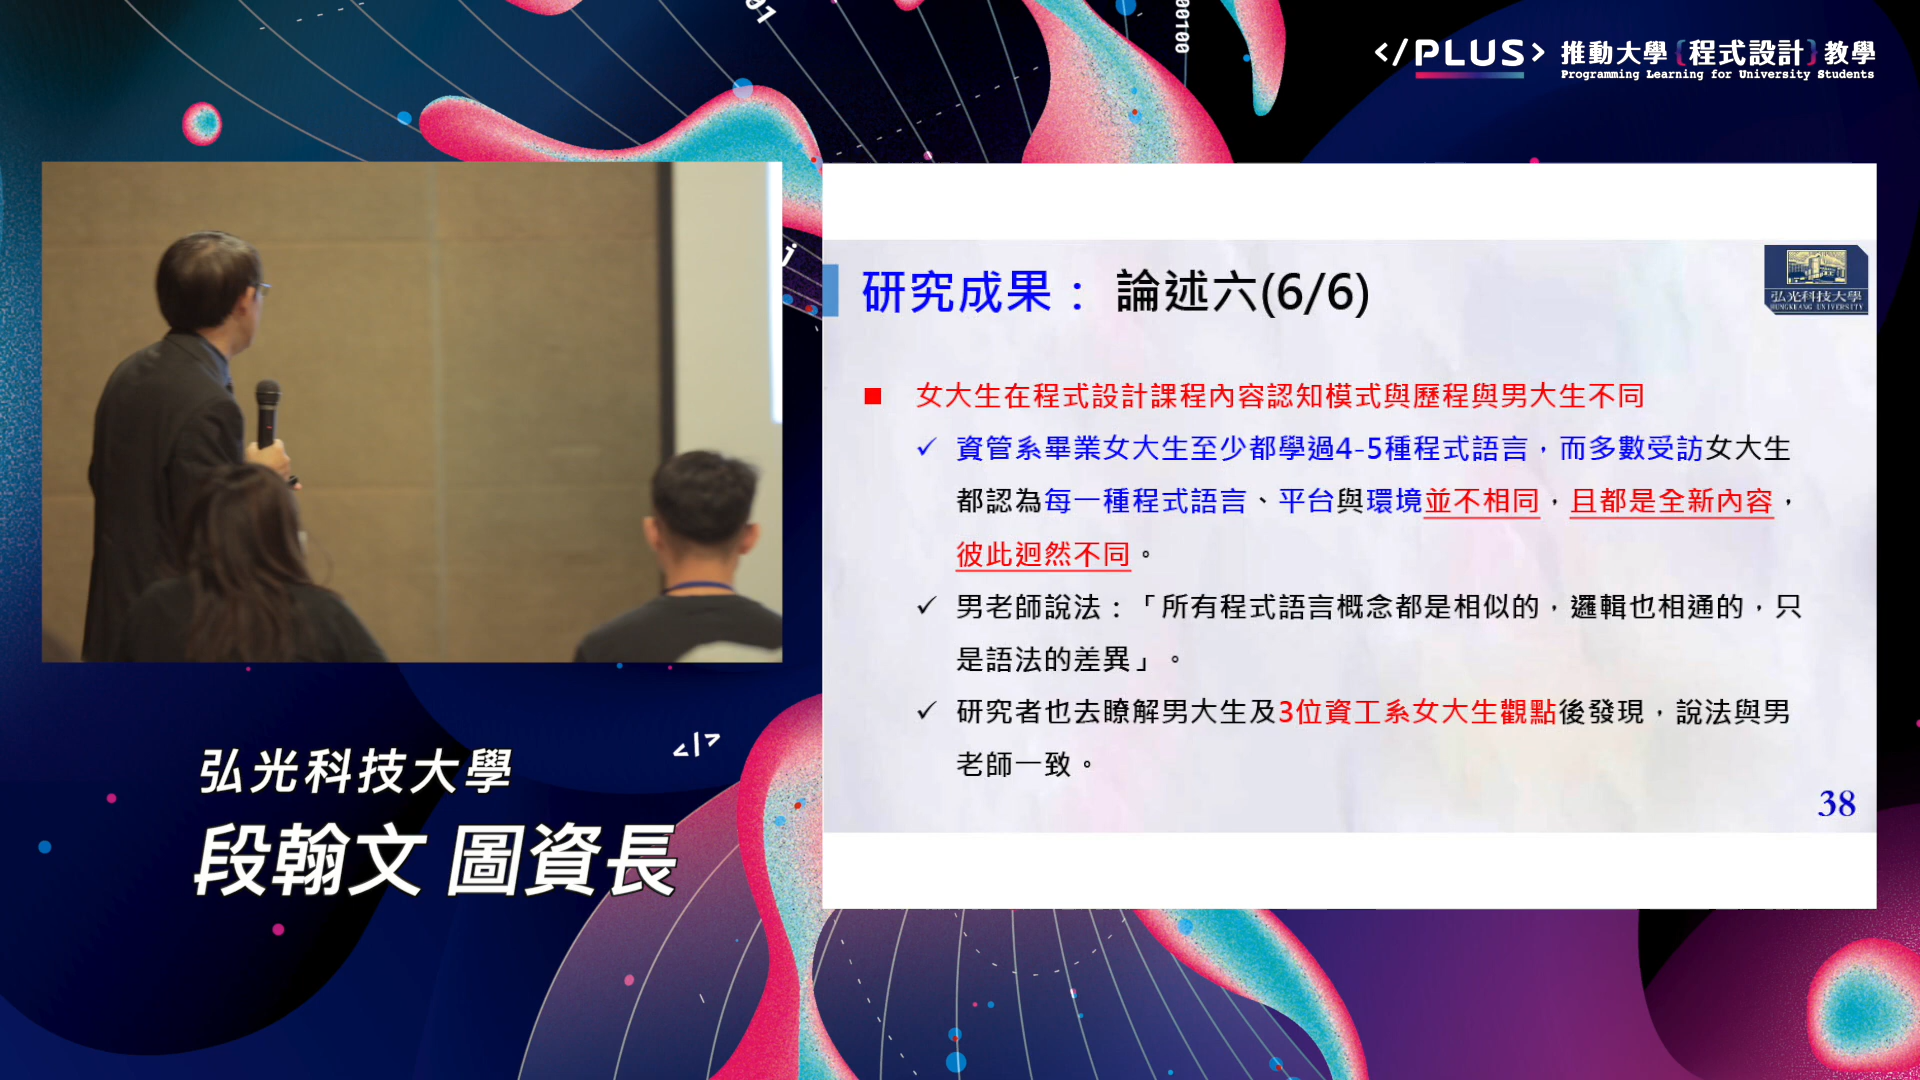 01
00100
</PLUS> 推動大學{程式設計}教學
Programming Learning for University Students
j
研究成果： 論述六(6/6)
弘光科技大學
HUNGKUANG UNIVERSITY
■ 女大生在程式設計課程內容認知模式與歷程與男大生不同
✓ 資管系畢業女大生至少都學過4-5種程式語言，而多數受訪女大生
都認為每一種程式語言、平台與環境並不相同，且都是全新內容，
彼此迥然不同。
✓ 男老師說法：「所有程式語言概念都是相似的，邏輯也相通的，只
是語法的差異」。
✓ 研究者也去瞭解男大生及3位資工系女大生觀點後發現，說法與男
老師一致。
38
</>
弘光科技大學
段翰文 圖資長